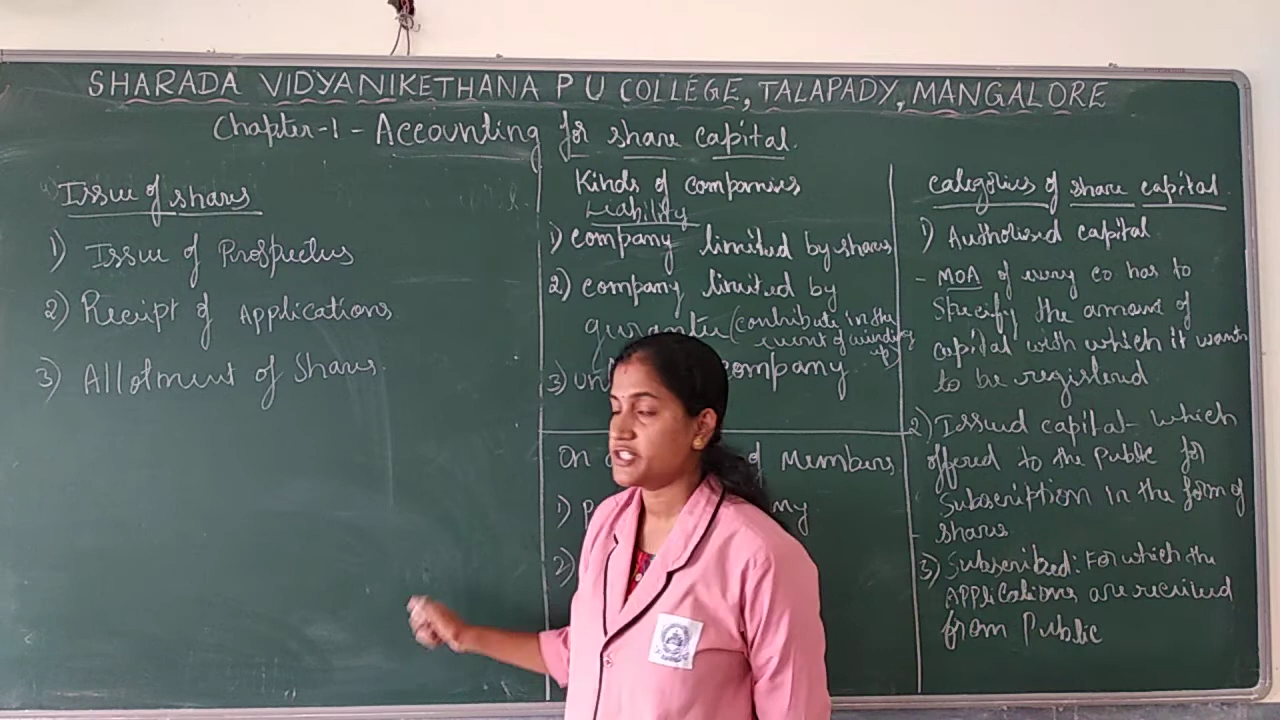 SHARADA VIDYANIKETHANA P U COLLEGE, TALAPADY, MANGALORE
Chapter-1 - Accounting for share capital.
Issue of shares
1) Issue of Prospectus
2) Receipt of Applications
3) Allotment of Shares.
Kinds of companies
Liability
1) company limited by shares
2) company limited by
gurantee (contribute in the
event of winding
up)
3) Un company
On of Members
1) P ny
2)
categories of share capital.
1) Authorised capital.
- MOA of every co has to
specify the amount of
capital with which it wants
to be registered
2) Issued capital- which
offered to the public for
Subscription in the form of
- shares
3) Subscribed: For which the
Applications are received
from Public